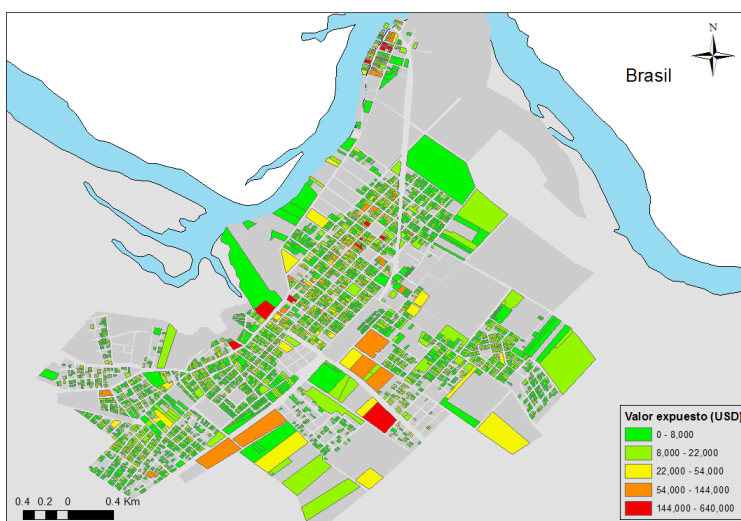 N
Brasil
Valor expuesto (USD)
0 - 8,000
8,000 - 22,000
22,000 - 54,000
54,000 - 144,000
144,000 - 640,000
0.4 0.2 0 0.4 Km